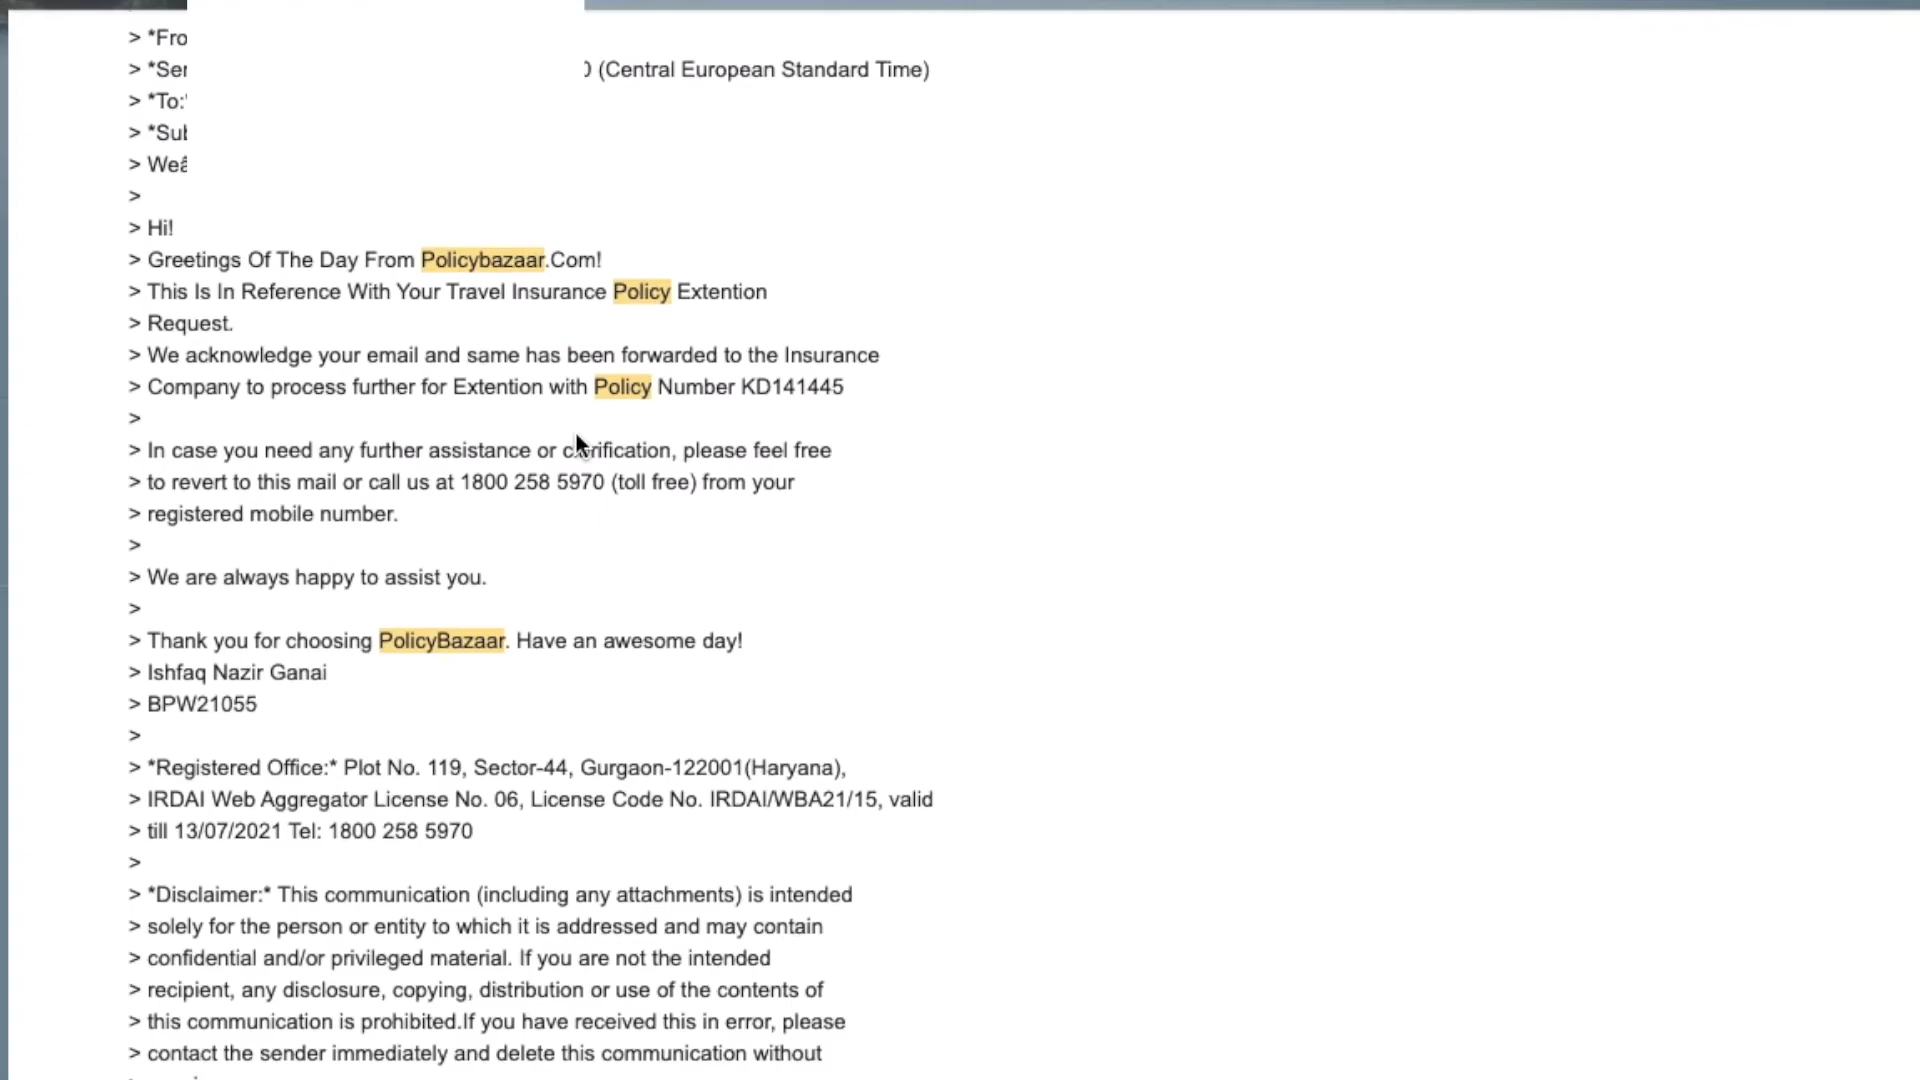 > *Fro
> *Ser
0 (Central European Standard Time)
> *To:
> *Sub
> Weâ
>
> Hi!
> Greetings Of The Day From Policybazaar.Com!
> This Is In Reference With Your Travel Insurance Policy Extention
> Request.
> We acknowledge your email and same has been forwarded to the Insurance
> Company to process further for Extention with Policy Number KD141445
>
> In case you need any further assistance or clarification, please feel free
> to revert to this mail or call us at 1800 258 5970 (toll free) from your
> registered mobile number.
>
> We are always happy to assist you.
>
> Thank you for choosing PolicyBazaar. Have an awesome day!
> Ishfaq Nazir Ganai
> BPW21055
>
> *Registered Office:* Plot No. 119, Sector-44, Gurgaon-122001(Haryana),
> IRDAI Web Aggregator License No. 06, License Code No. IRDAI/WBA21/15, valid
> till 13/07/2021 Tel: 1800 258 5970
>
> *Disclaimer:* This communication (including any attachments) is intended
> solely for the person or entity to which it is addressed and may contain
> confidential and/or privileged material. If you are not the intended
> recipient, any disclosure, copying, distribution or use of the contents of
> this communication is prohibited.If you have received this in error, please
> contact the sender immediately and delete this communication without